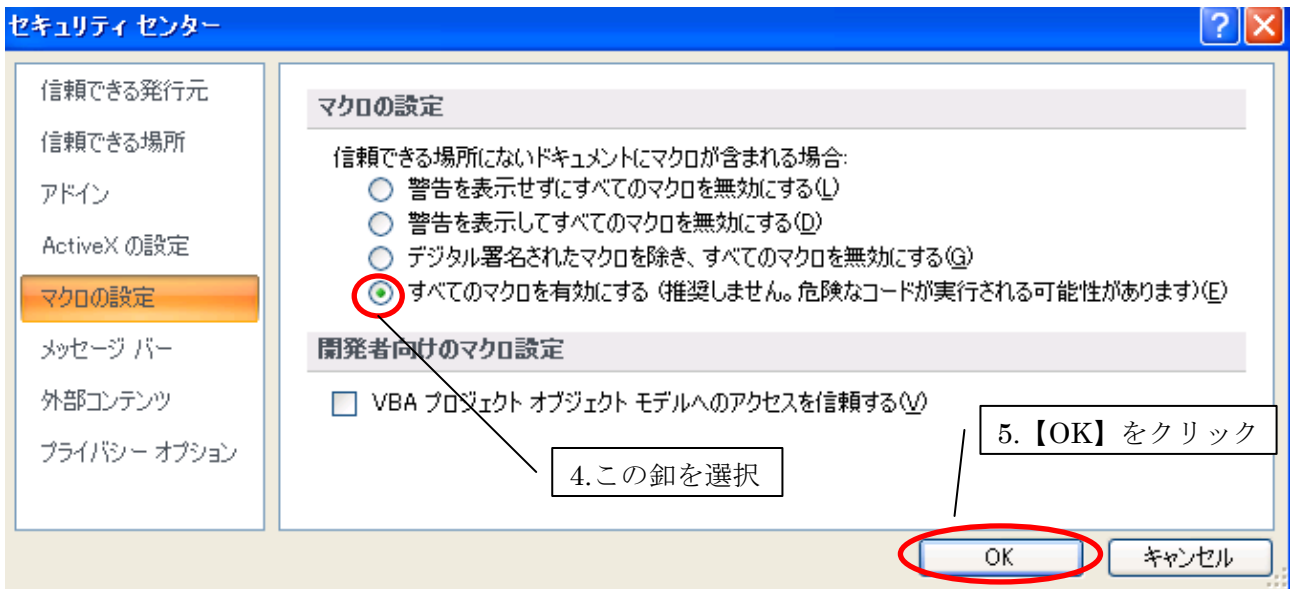 セキュリティ センター
信頼できる発行元
信頼できる場所
アドイン
ActiveX の設定
マクロの設定
メッセージ バー
外部コンテンツ
プライバシー オプション
マクロの設定
信頼できる場所にないドキュメントにマクロが含まれる場合:
警告を表示せずにすべてのマクロを無効にする(L)
警告を表示してすべてのマクロを無効にする(D)
デジタル署名されたマクロを除き、すべてのマクロを無効にする(G)
すべてのマクロを有効にする (推奨しません。危険なコードが実行される可能性があります)(E)
開発者向けのマクロ設定
VBA プロジェクト オブジェクト モデルへのアクセスを信頼する(V)
4.この釦を選択
5.【OK】をクリック
OK
キャンセル